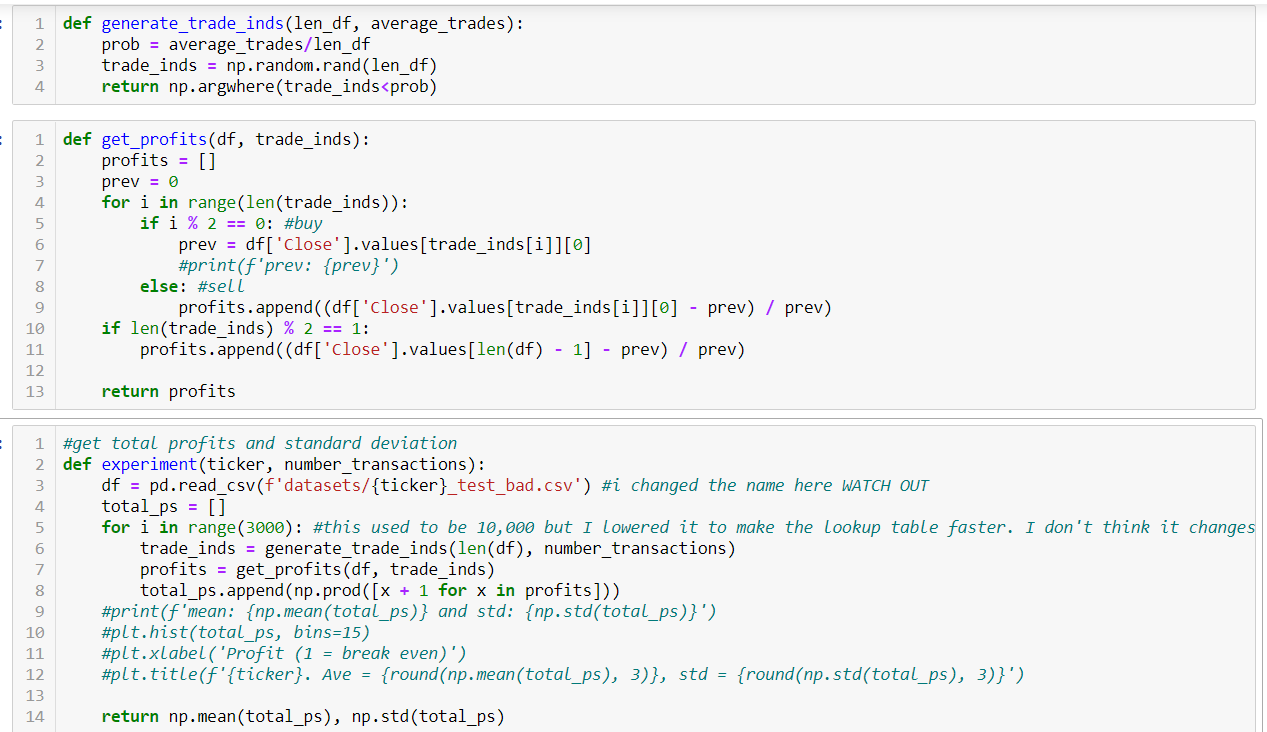 1 def generate_trade_inds(len_df, average_trades):
2     prob = average_trades/len_df
3     trade_inds = np.random.rand(len_df)
4     return np.argwhere(trade_inds<prob)
1 def get_profits(df, trade_inds):
2     profits = []
3     prev = 0
4     for i in range(len(trade_inds)):
5         if i % 2 == 0: #buy
6             prev = df['Close'].values[trade_inds[i]][0]
7             #print(f'prev: {prev}')
8         else: #sell
9             profits.append((df['Close'].values[trade_inds[i]][0] - prev) / prev)
10     if len(trade_inds) % 2 == 1:
11         profits.append((df['Close'].values[len(df) - 1] - prev) / prev)
12
13     return profits
1 #get total profits and standard deviation
2 def experiment(ticker, number_transactions):
3     df = pd.read_csv(f'datasets/{ticker}_test_bad.csv') #i changed the name here WATCH OUT
4     total_ps = []
5     for i in range(3000): #this used to be 10,000 but I lowered it to make the lookup table faster. I don't think it changes
6         trade_inds = generate_trade_inds(len(df), number_transactions)
7         profits = get_profits(df, trade_inds)
8         total_ps.append(np.prod([x + 1 for x in profits]))
9     #print(f'mean: {np.mean(total_ps)} and std: {np.std(total_ps)}')
10     #plt.hist(total_ps, bins=15)
11     #plt.xlabel('Profit (1 = break even)')
12     #plt.title(f'{ticker}. Ave = {round(np.mean(total_ps), 3)}, std = {round(np.std(total_ps), 3)}')
13
14     return np.mean(total_ps), np.std(total_ps)